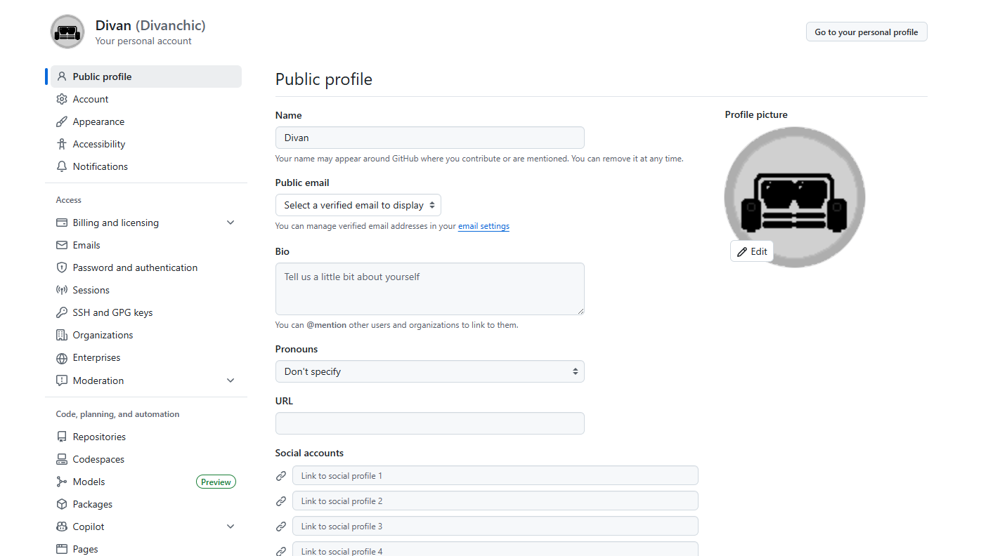 Divan (Divanchic)
Your personal account
Go to your personal profile
Public profile
Account
Appearance
Accessibility
Notifications
Access
Billing and licensing
Emails
Password and authentication
Sessions
SSH and GPG keys
Organizations
Enterprises
Moderation
Code, planning, and automation
Repositories
Codespaces
Models
Preview
Packages
Copilot
Pages
Public profile
Name
Divan
Your name may appear around GitHub where you contribute or are mentioned. You can remove it at any time.
Public email
Select a verified email to display
You can manage verified email addresses in your email settings
Bio
Tell us a little bit about yourself
You can @mention other users and organizations to link to them.
Pronouns
Don't specify
URL
Social accounts
Link to social profile 1
Link to social profile 2
Link to social profile 3
Link to social profile 4
Profile picture
Edit